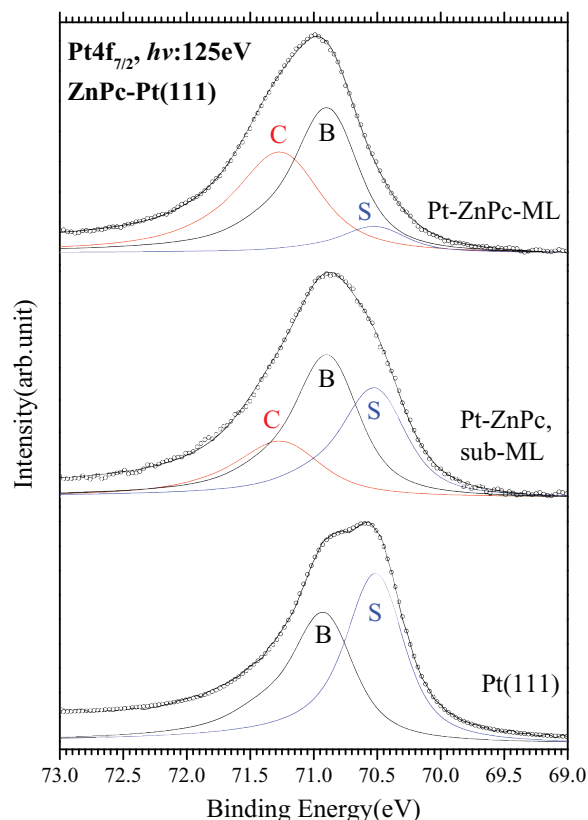 Pt4f7/2, hν:125eV
ZnPc-Pt(111)
C
B
S
Pt-ZnPc-ML
C
B
S
Pt-ZnPc,
sub-ML
B
S
Pt(111)
Intensity(arb.unit)
73.0 72.5 72.0 71.5 71.0 70.5 70.0 69.5 69.0
Binding Energy(eV)